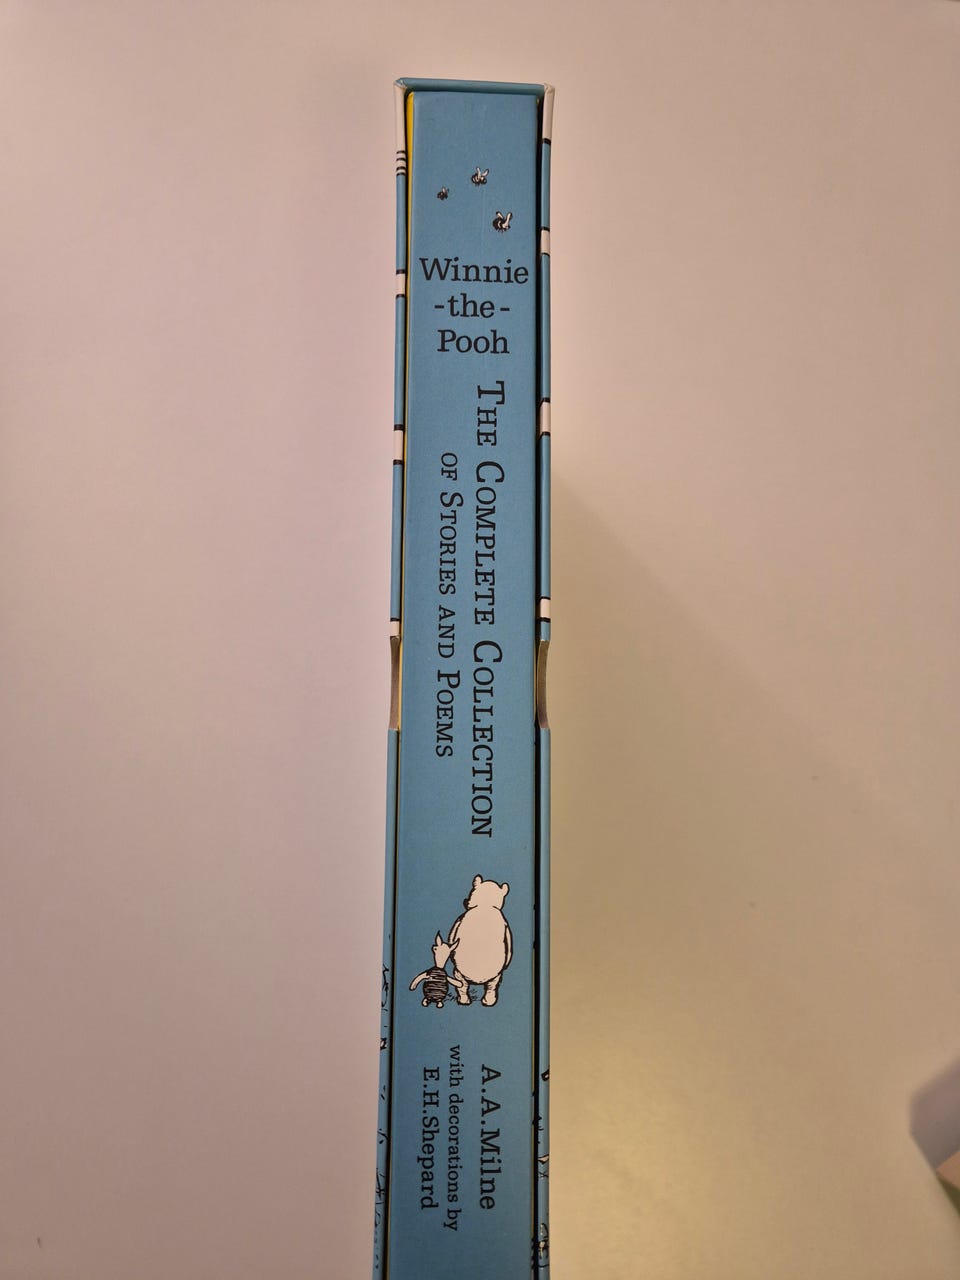 Winnie
-the-
Pooh
THE COMPLETE COLLECTION
OF STORIES AND POEMS
A.A.Milne
with decorations by
E.H.Shepard